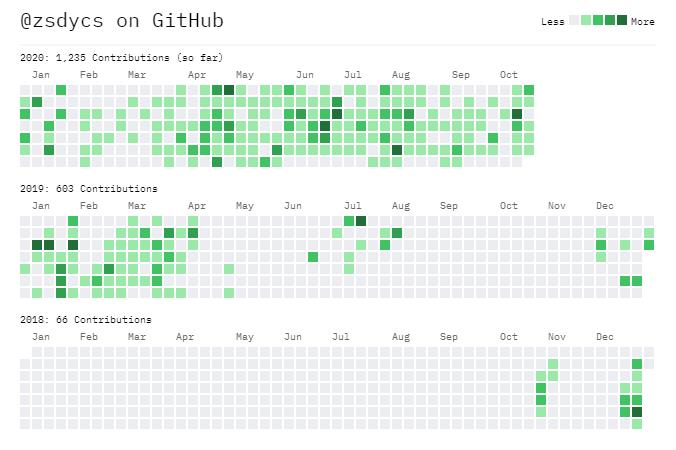 @zsdycs on GitHub
Less More
2020: 1,235 Contributions (so far)
Jan Feb Mar Apr May Jun Jul Aug Sep Oct
2019: 603 Contributions
Jan Feb Mar Apr May Jun Jul Aug Sep Oct Nov Dec
2018: 66 Contributions
Jan Feb Mar Apr May Jun Jul Aug Sep Oct Nov Dec